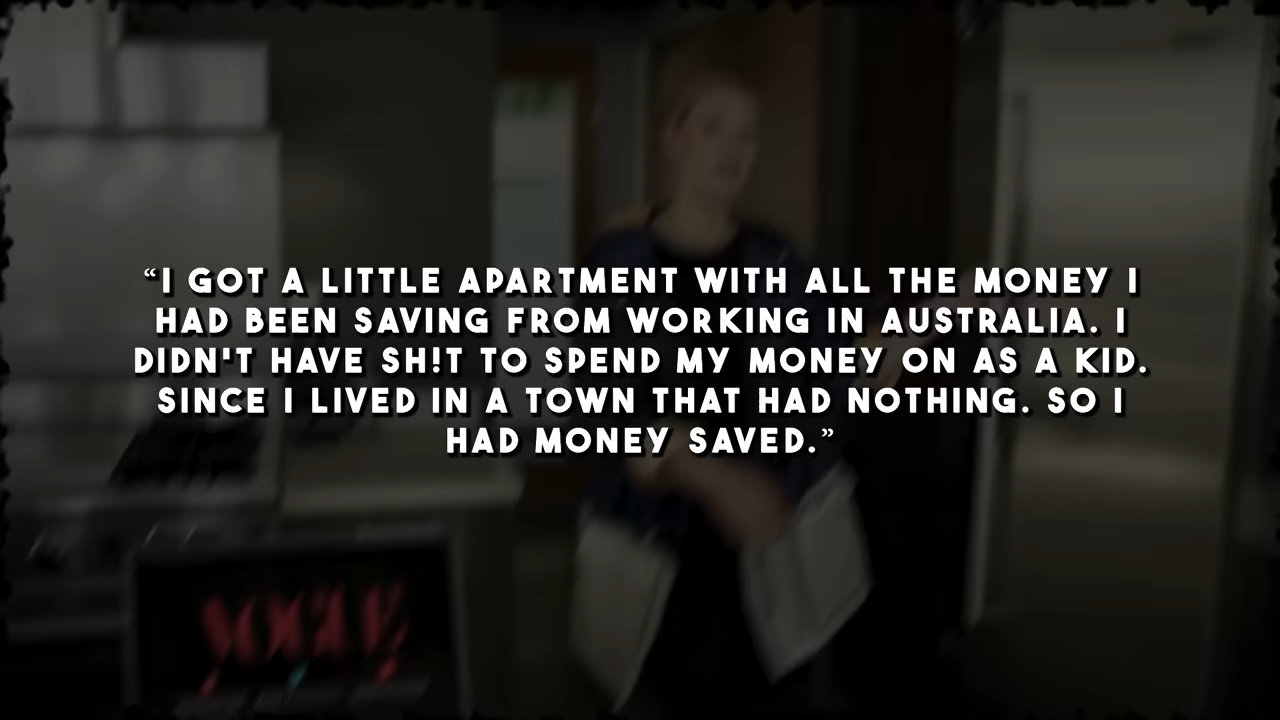 “I GOT A LITTLE APARTMENT WITH ALL THE MONEY I
HAD BEEN SAVING FROM WORKING IN AUSTRALIA. I
DIDN'T HAVE SH!T TO SPEND MY MONEY ON AS A KID.
SINCE I LIVED IN A TOWN THAT HAD NOTHING. SO I
HAD MONEY SAVED.”
VOGUE